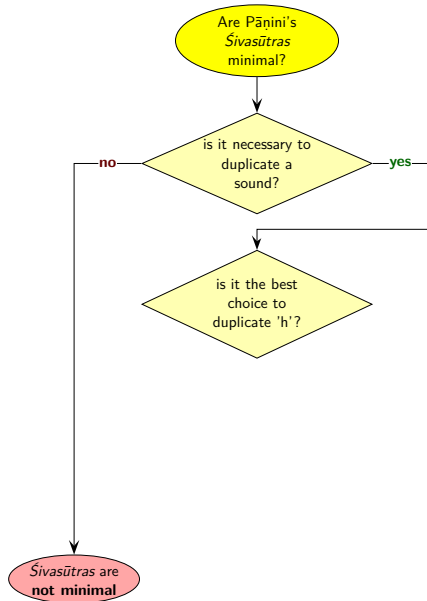 Are Pāṇini's
Śivasūtras
minimal?
is it necessary to
duplicate a
sound?
no
yes
is it the best
choice to
duplicate 'h'?
Śivasūtras are
not minimal